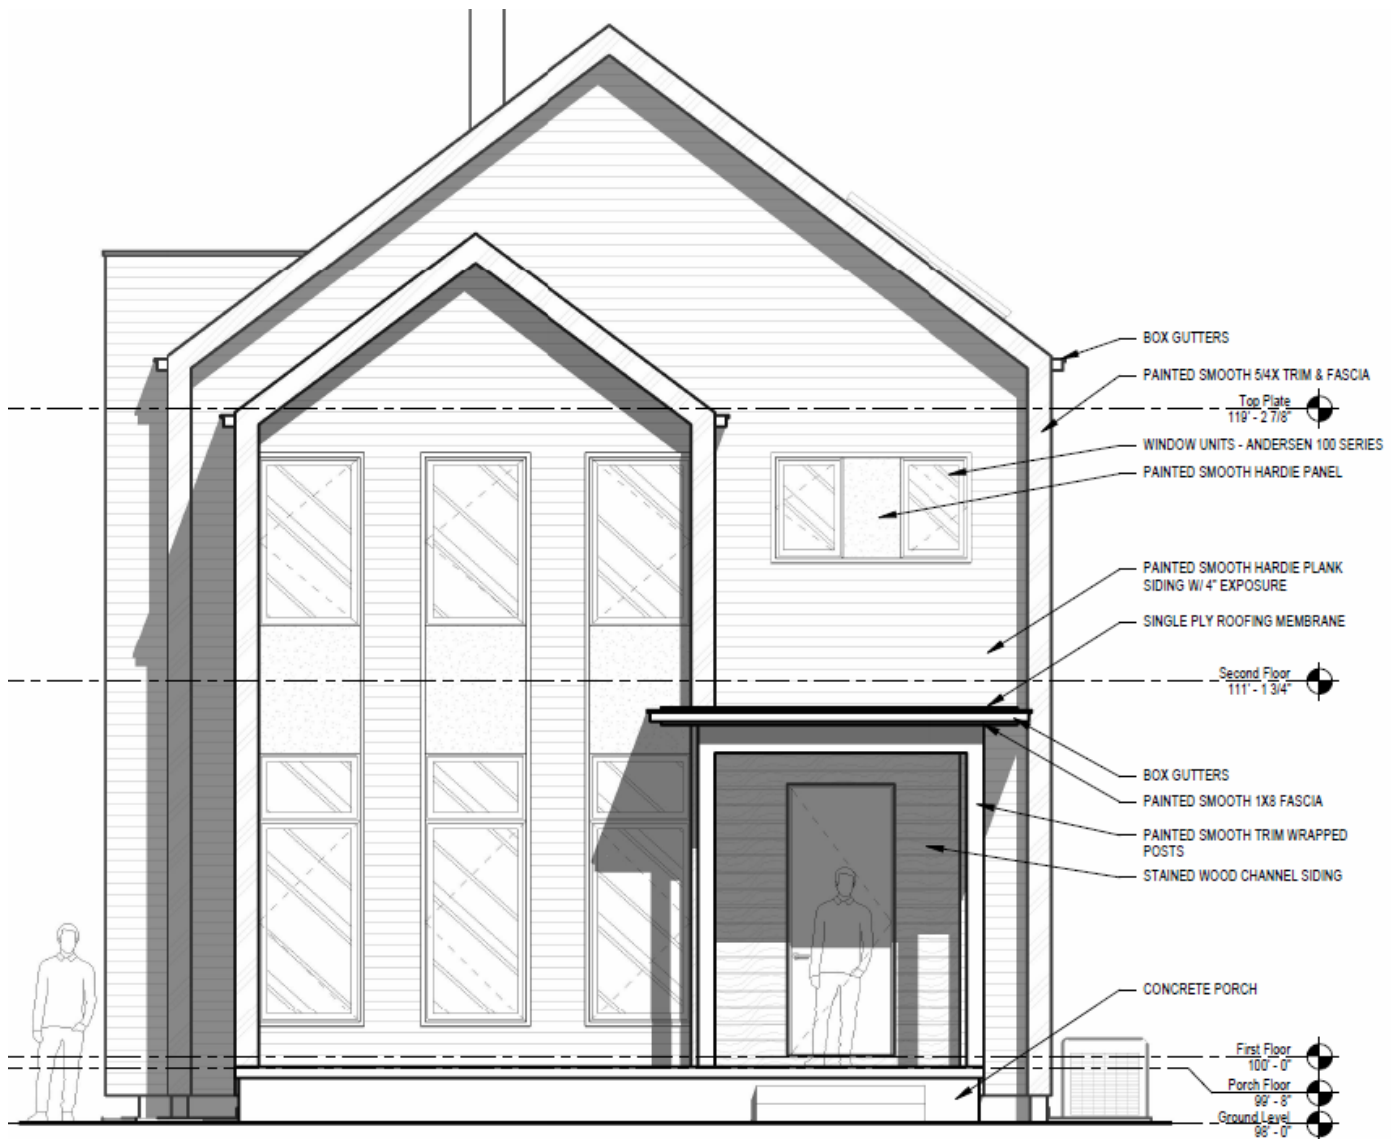 BOX GUTTERS
PAINTED SMOOTH 5/4X TRIM & FASCIA
Top Plate
119' - 2 7/8"
WINDOW UNITS - ANDERSEN 100 SERIES
PAINTED SMOOTH HARDIE PANEL
PAINTED SMOOTH HARDIE PLANK
SIDING W/ 4" EXPOSURE
SINGLE PLY ROOFING MEMBRANE
Second Floor
111' - 1 3/4"
BOX GUTTERS
PAINTED SMOOTH 1X8 FASCIA
PAINTED SMOOTH TRIM WRAPPED
POSTS
STAINED WOOD CHANNEL SIDING
CONCRETE PORCH
First Floor
100' - 0"
Porch Floor
99' - 8"
Ground Level
98' - 0"